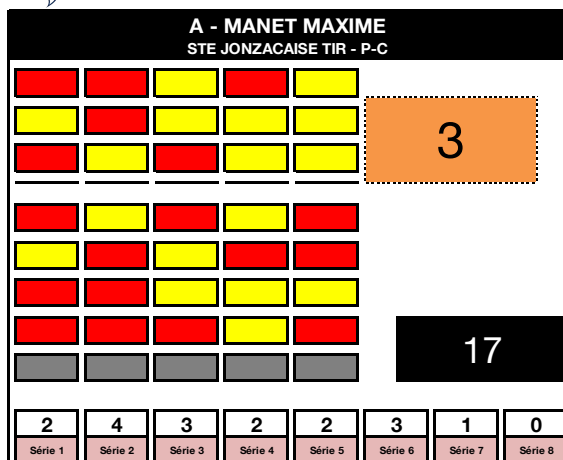 A - MANET MAXIME
STE JONZACAISE TIR - P-C
3
17
2 4 3 2 2 3 1 0
Série 1 Série 2 Série 3 Série 4 Série 5 Série 6 Série 7 Série 8